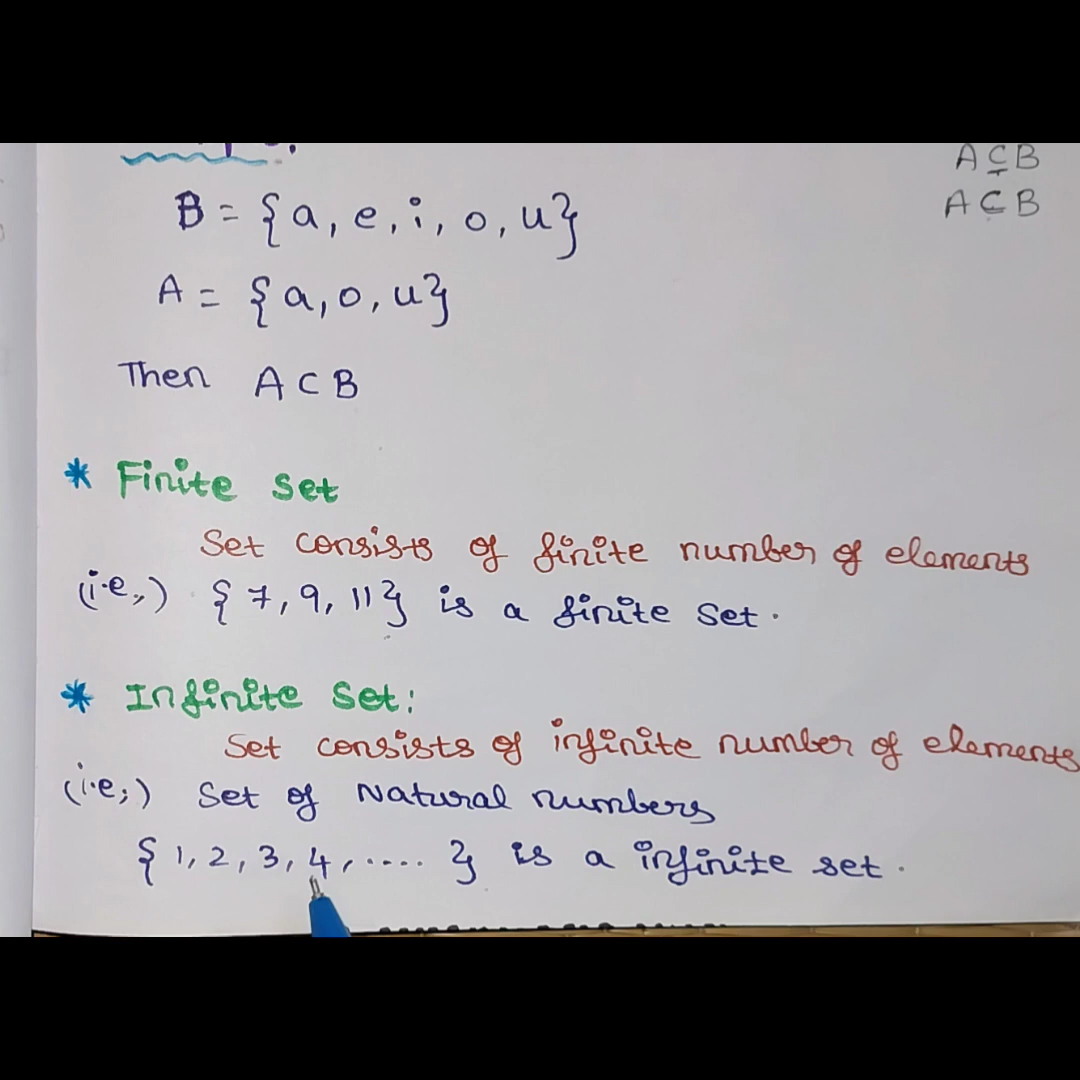 A ⊆ B
A ⊂ B
B = {a, e, i, o, u}
A = {a, o, u}
Then A ⊂ B
* Finite set
Set consists of finite number of elements
(i.e.,) {7, 9, 11} is a finite set.
* Infinite set:
Set consists of infinite number of elements
(i.e;) set of Natural numbers
{1, 2, 3, 4, .... } is a infinite set.